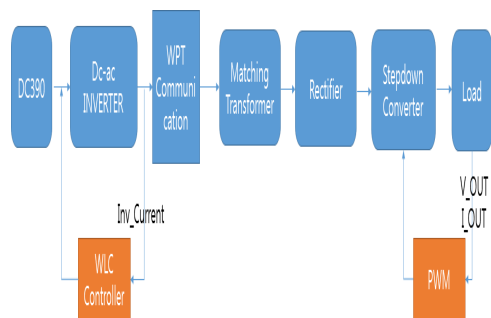 DC390
Dc-ac
INVERTER
WPT
Communi
cation
Matching
Transformer
Rectifier
Stepdown
Converter
Load
Inv_Current
V_OUT
I_OUT
WLC
Controller
PWM